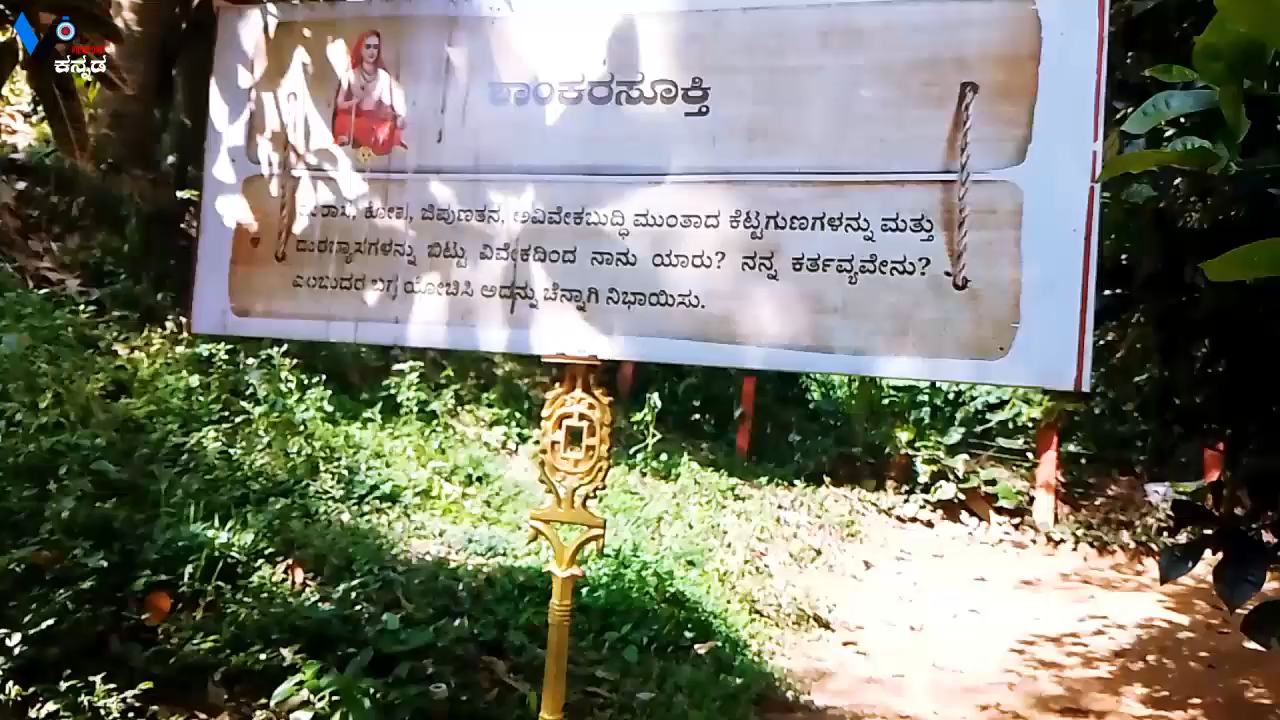 ಕನ್ನಡ
ಶಾಂಕರಸೂಕ್ತಿ
ಕೋಪ, ಜಿಪುಣತನ, ಅವಿವೇಕಬುದ್ಧಿ ಮುಂತಾದ ಕೆಟ್ಟಗುಣಗಳನ್ನು ಮತ್ತು
ದುರಭ್ಯಾಸಗಳನ್ನು ಬಿಟ್ಟು ವಿವೇಕದಿಂದ ನಾನು ಯಾರು? ನನ್ನ ಕರ್ತವ್ಯವೇನು?
ಎಂಬುದರ ಬಗ್ಗೆ ಯೋಚಿಸಿ ಅದನ್ನು ಚೆನ್ನಾಗಿ ನಿಭಾಯಿಸು.